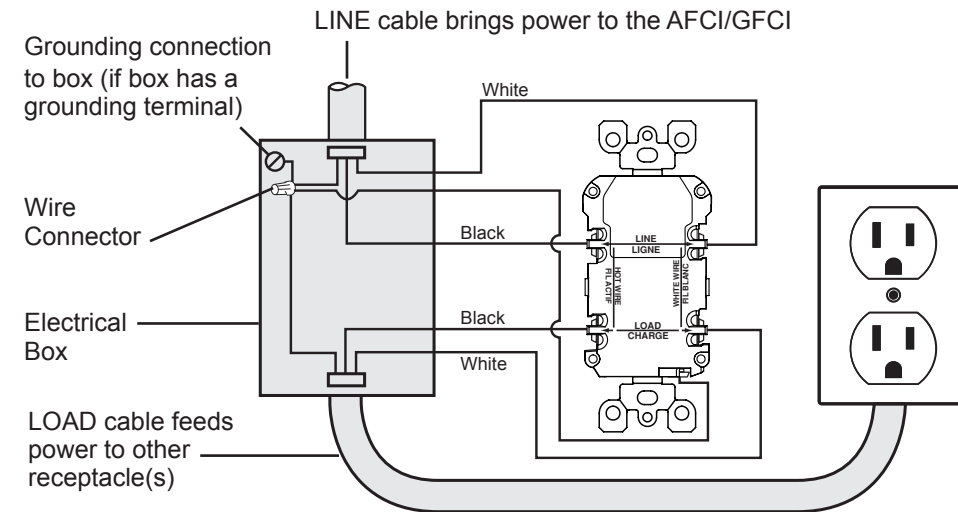 LINE cable brings power to the AFCI/GFCI
Grounding connection
to box (if box has a
grounding terminal)
White
Wire
Connector
Black
LINE
LIGNE
HOT WIRE
FIL ACTIF
WHITE WIRE
FIL BLANC
Electrical
Box
Black
LOAD
CHARGE
White
LOAD cable feeds
power to other
receptacle(s)